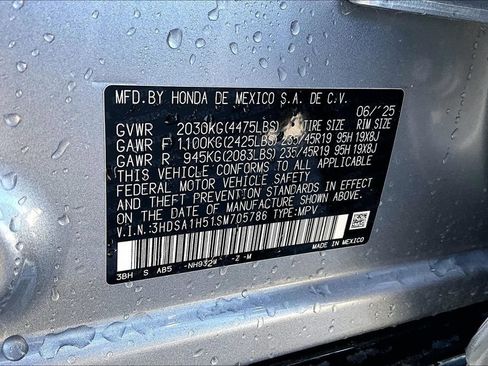 MFD.BY HONDA DE MEXICO S.A. DE C.V.
06/25
GVWR 2030KG(4475LBS) TIRE SIZE RIM SIZE
GAWR F 1100KG(2425LBS) 235/45R19 95H 19X8J
GAWR R 945KG(2083LBS) 235/45R19 95H 19X8J
THIS VEHICLE CONFORMS TO ALL APPLICABLE
FEDERAL MOTOR VEHICLE SAFETY
AND THEFT PREVENTION STANDARDS IN EFFECT
ON THE DATE OF MANUFACTURE SHOWN ABOVE.
V.I.N.:3HDSA1H51SM705786 TYPE:MPV
MADE IN MEXICO
3BH S AB5 -NH932M -Z -M